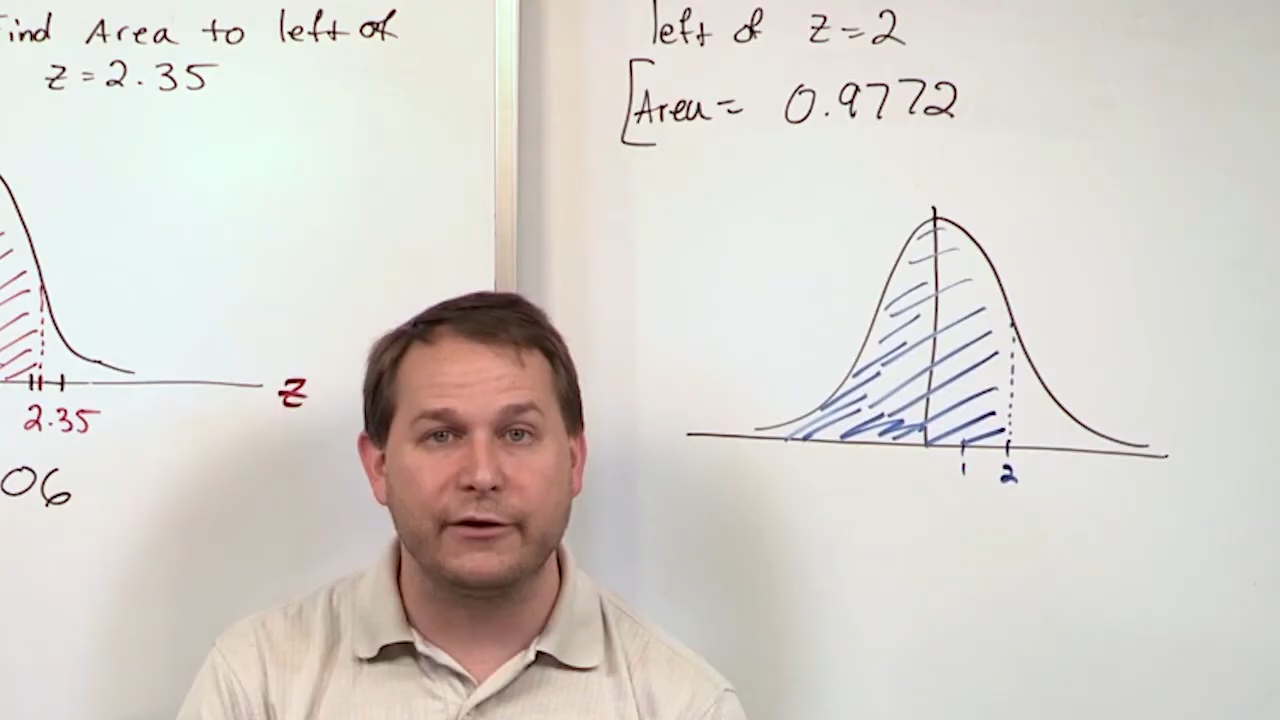 ind Area to left of
z=2.35
z
2.35
06
left of z=2
[Area= 0.9772
1
2